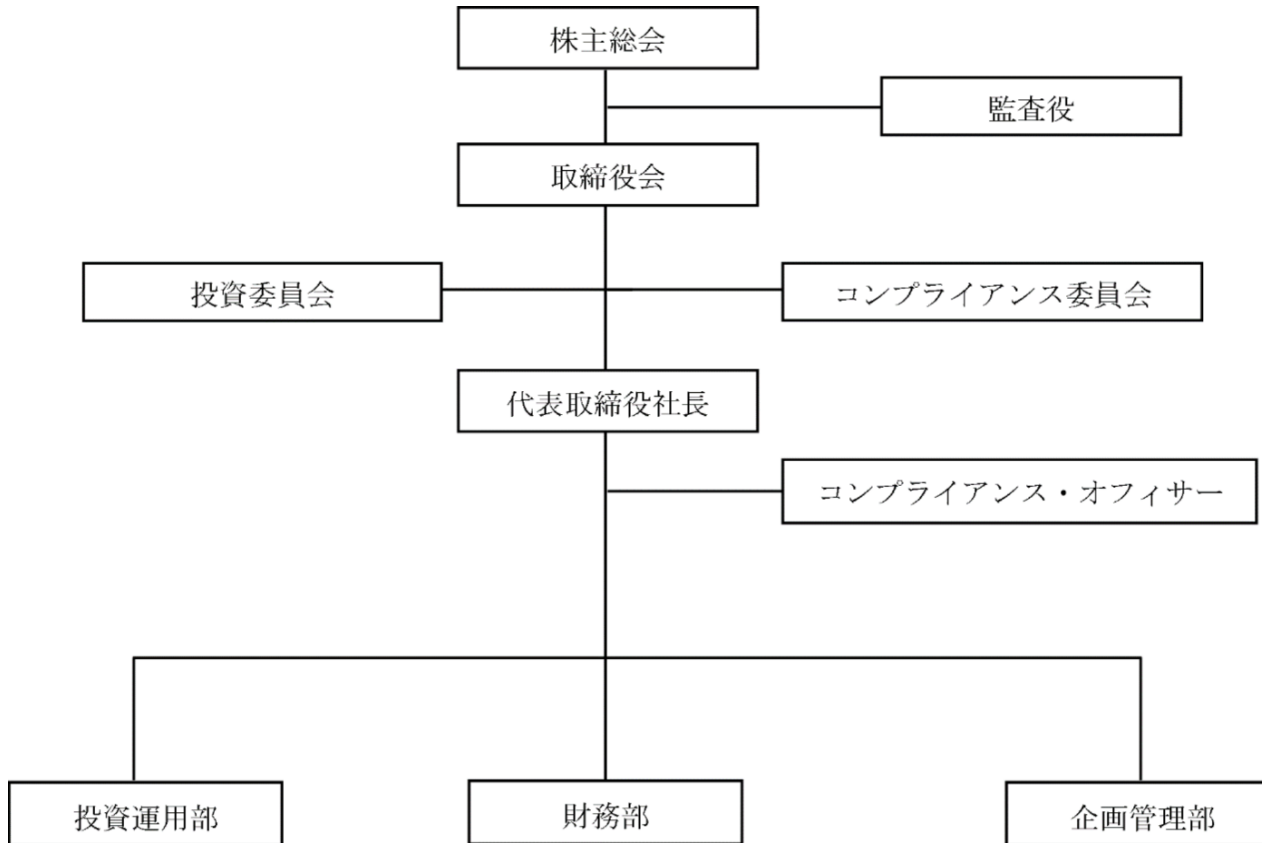 株主総会
監査役
取締役会
投資委員会
コンプライアンス委員会
代表取締役社長
コンプライアンス・オフィサー
投資運用部
財務部
企画管理部